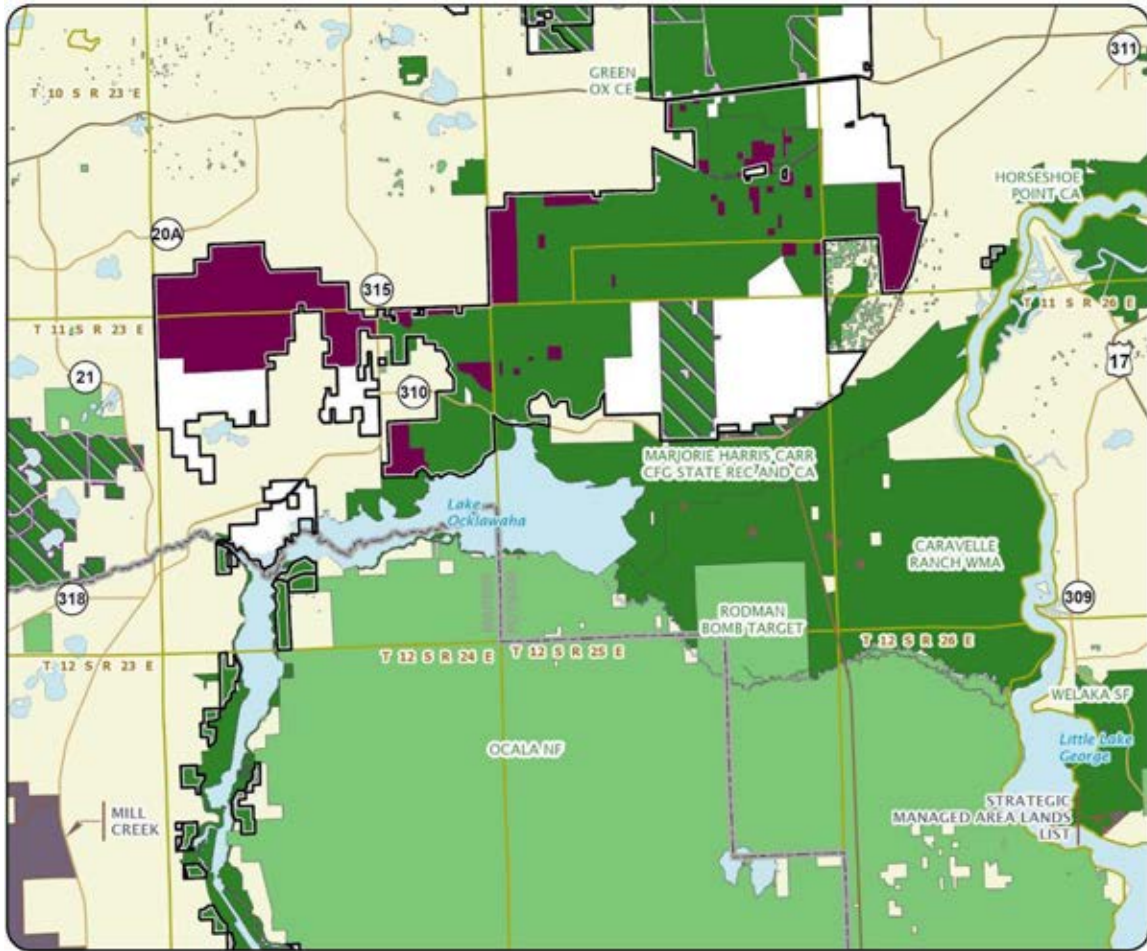 311
GREEN
OX CE
T 10 S R 23 E
HORSESHOE
POINT CA
20A
315
T 11 S R 23 E
T 11 S R 26 E
17
21
310
MARJORIE HARRIS CARR
CFG STATE REC AND CA
Lake
Ocklawaha
CARAVELLE
RANCH WMA
318
309
RODMAN
BOMB TARGET
T 12 S R 23 E
T 12 S R 24 E
T 12 S R 25 E
T 12 S R 26 E
WELAKA SF
OCALA NF
Little Lake
George
MILL
CREEK
STRATEGIC
MANAGED AREA LANDS
LIST